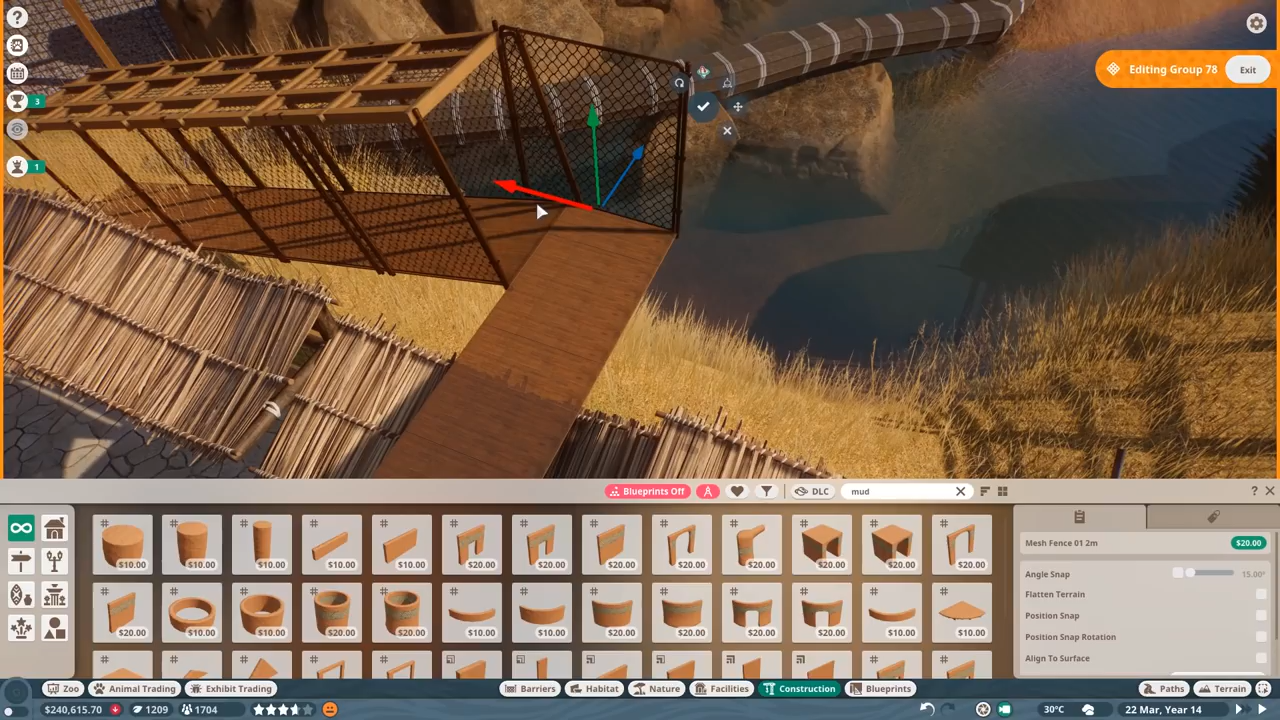 ?
3
1
Editing Group 78
Exit
Blueprints Off
DLC
mud
?
$10.00 $10.00 $10.00 $10.00 $10.00 $20.00 $20.00 $20.00 $20.00 $20.00 $20.00 $20.00 $20.00
$20.00 $10.00 $10.00 $20.00 $20.00 $10.00 $10.00 $20.00 $20.00 $20.00 $20.00 $10.00 $10.00
Mesh Fence 01 2m $20.00
Angle Snap 15.00°
Flatten Terrain
Position Snap
Position Snap Rotation
Align To Surface
Zoo Animal Trading Exhibit Trading Barriers Habitat Nature Facilities Construction Blueprints Paths Terrain
$240,615.70 1209 1704 30°C 22 Mar, Year 14